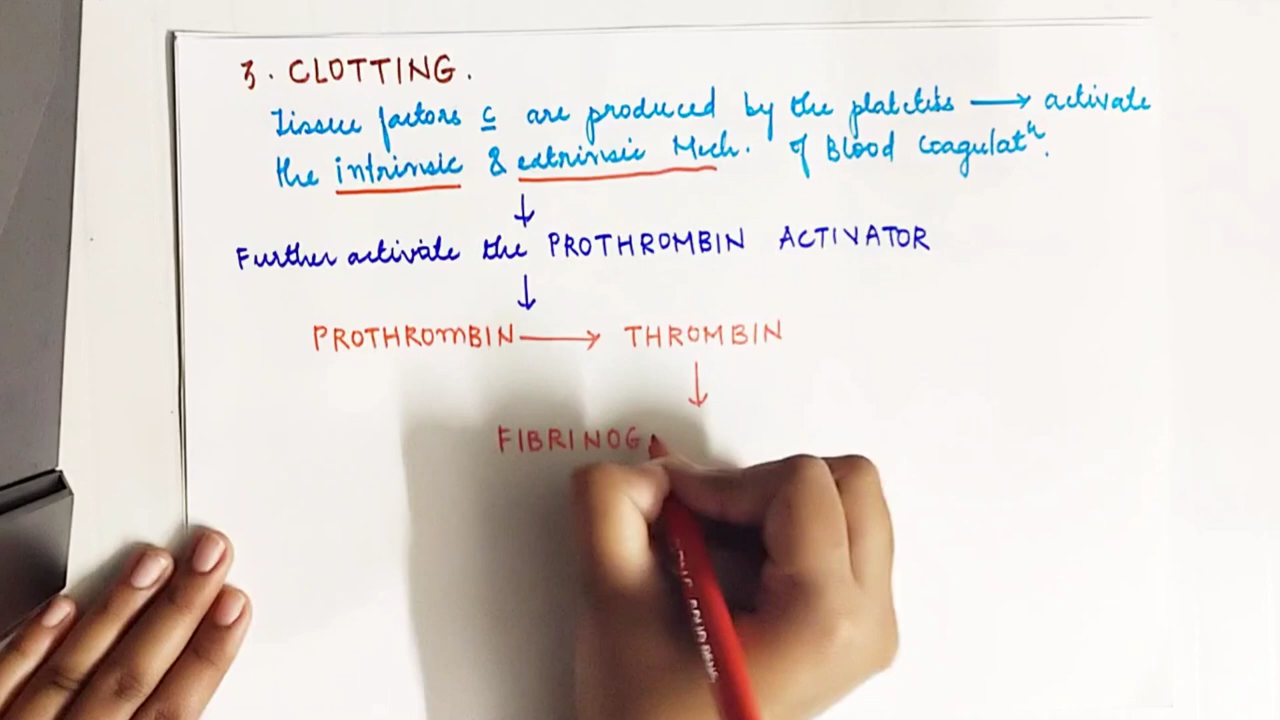 3. CLOTTING.
Tissue factors c̲ are produced by the platelets → activate
the intrinsic & extrinsic Mech. of Blood Coagulatⁿ.
↓
Further activate the PROTHROMBIN ACTIVATOR
↓
PROTHROMBIN → THROMBIN
↓
FIBRINOG